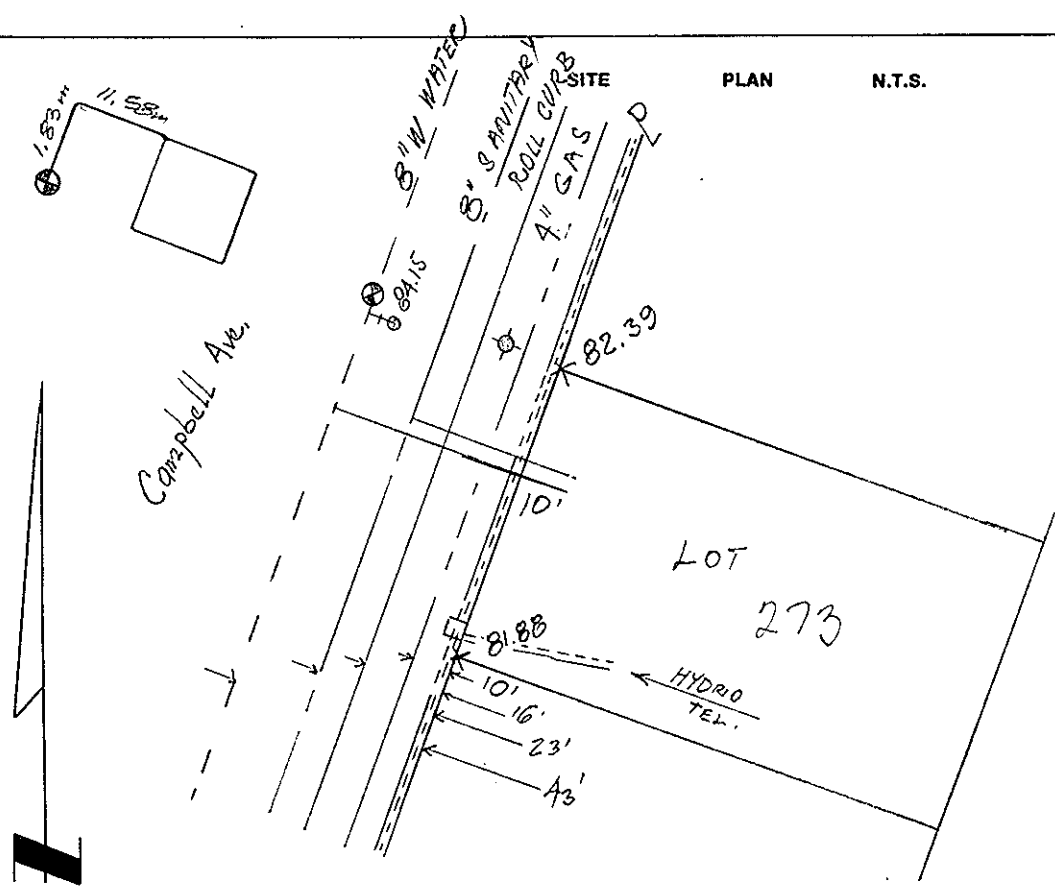 SITE PLAN N.T.S.
1.83m
11.58m
8" W WATER
8" SANITARY
ROLL CURB
4" GAS
PL
84.15
82.39
Campbell Ave.
10'
LOT
273
81.88
10'
16'
23'
43'
HYDRO
TEL.